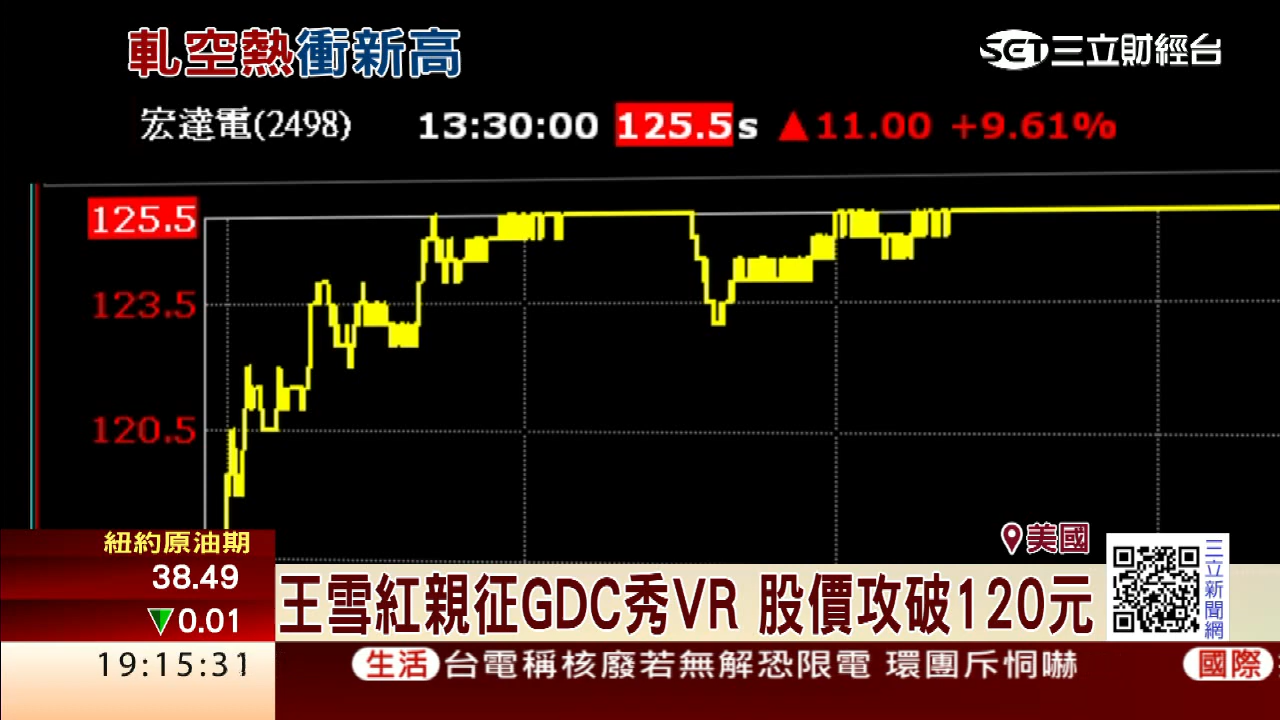 軋空熱衝新高
SET三立財經台
宏達電(2498) 13:30:00 125.5s ▲11.00 +9.61%
125.5
123.5
120.5
美國
紐約原油期
38.49
▼0.01
王雪紅親征GDC秀VR 股價攻破120元
三立新聞網
19:15:31
生活 台電稱核廢若無解恐限電 環團斥恫嚇
國際